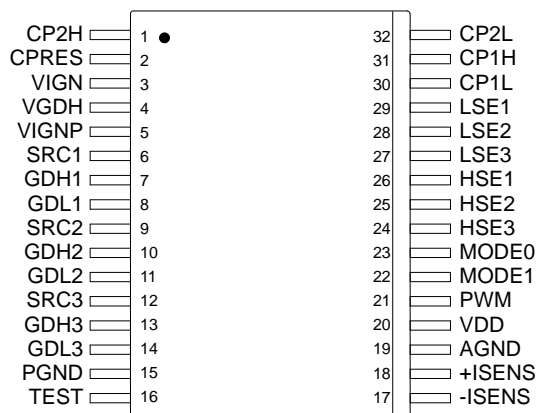 CP2H 1 32 CP2L
CPRES 2 31 CP1H
VIGN 3 30 CP1L
VGDH 4 29 LSE1
VIGNP 5 28 LSE2
SRC1 6 27 LSE3
GDH1 7 26 HSE1
GDL1 8 25 HSE2
SRC2 9 24 HSE3
GDH2 10 23 MODE0
GDL2 11 22 MODE1
SRC3 12 21 PWM
GDH3 13 20 VDD
GDL3 14 19 AGND
PGND 15 18 +ISENS
TEST 16 17 -ISENS